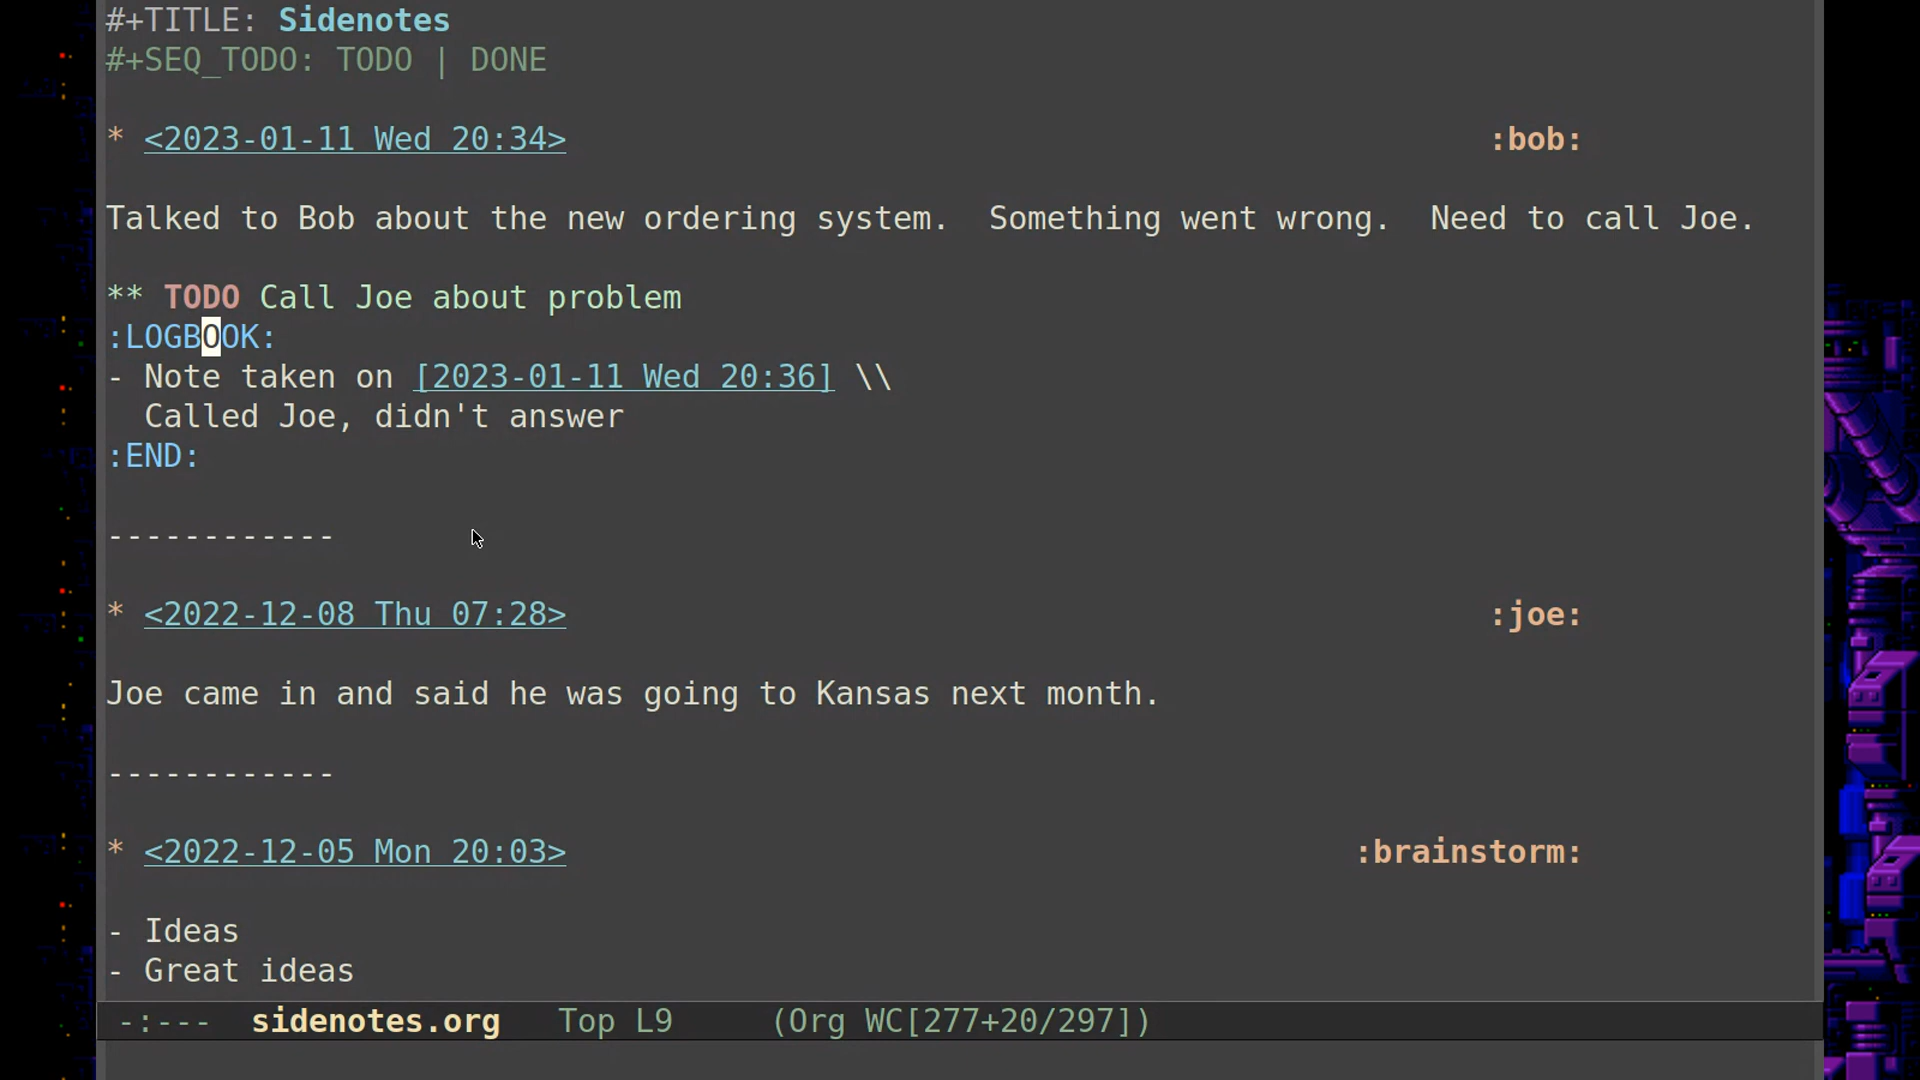 #+TITLE: Sidenotes
#+SEQ_TODO: TODO | DONE
* <2023-01-11 Wed 20:34> :bob:
Talked to Bob about the new ordering system.  Something went wrong.  Need to call Joe.
** TODO Call Joe about problem
:LOGBOOK:
- Note taken on [2023-01-11 Wed 20:36] \\
  Called Joe, didn't answer
:END:
------------
* <2022-12-08 Thu 07:28> :joe:
Joe came in and said he was going to Kansas next month.
------------
* <2022-12-05 Mon 20:03> :brainstorm:
- Ideas
- Great ideas
-:---  sidenotes.org   Top L9     (Org WC[277+20/297])